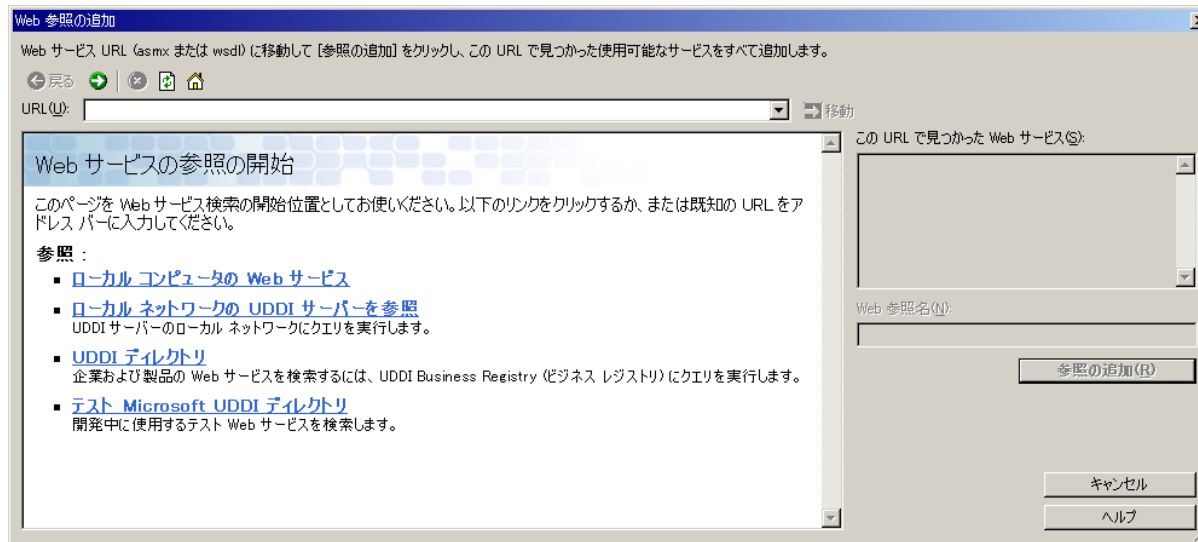 Web 参照の追加
Web サービス URL (asmx または wsdl) に移動して [参照の追加] をクリックし、この URL で見つかった使用可能なサービスをすべて追加します。
戻る
URL(U):
移動
Web サービスの参照の開始
このページを Web サービス検索の開始位置としてお使いください。以下のリンクをクリックするか、または既知の URL をア
ドレス バーに入力してください。
参照 :
ローカル コンピュータの Web サービス
ローカル ネットワークの UDDI サーバーを参照
UDDI サーバーのローカル ネットワークにクエリを実行します。
UDDI ディレクトリ
企業および製品の Web サービスを検索するには、UDDI Business Registry (ビジネス レジストリ) にクエリを実行します。
テスト Microsoft UDDI ディレクトリ
開発中に使用するテスト Web サービスを検索します。
この URL で見つかった Web サービス(S):
Web 参照名(N):
参照の追加(R)
キャンセル
ヘルプ